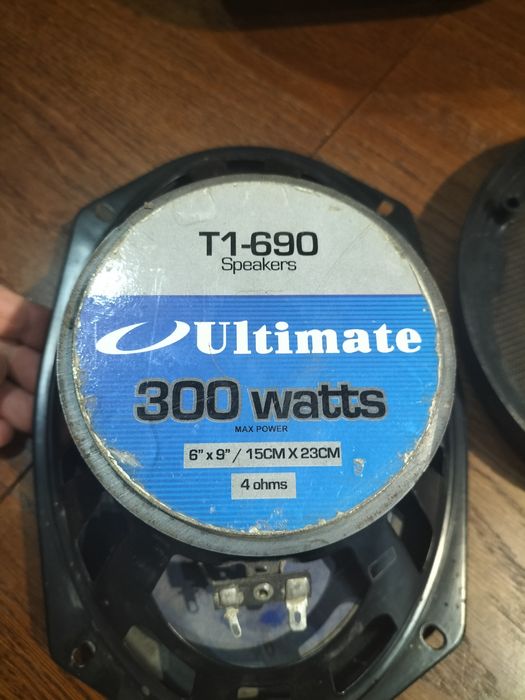 T1-690
Speakers
Ultimate
300 watts
MAX POWER
6" x 9" / 15CM X 23CM
4 ohms